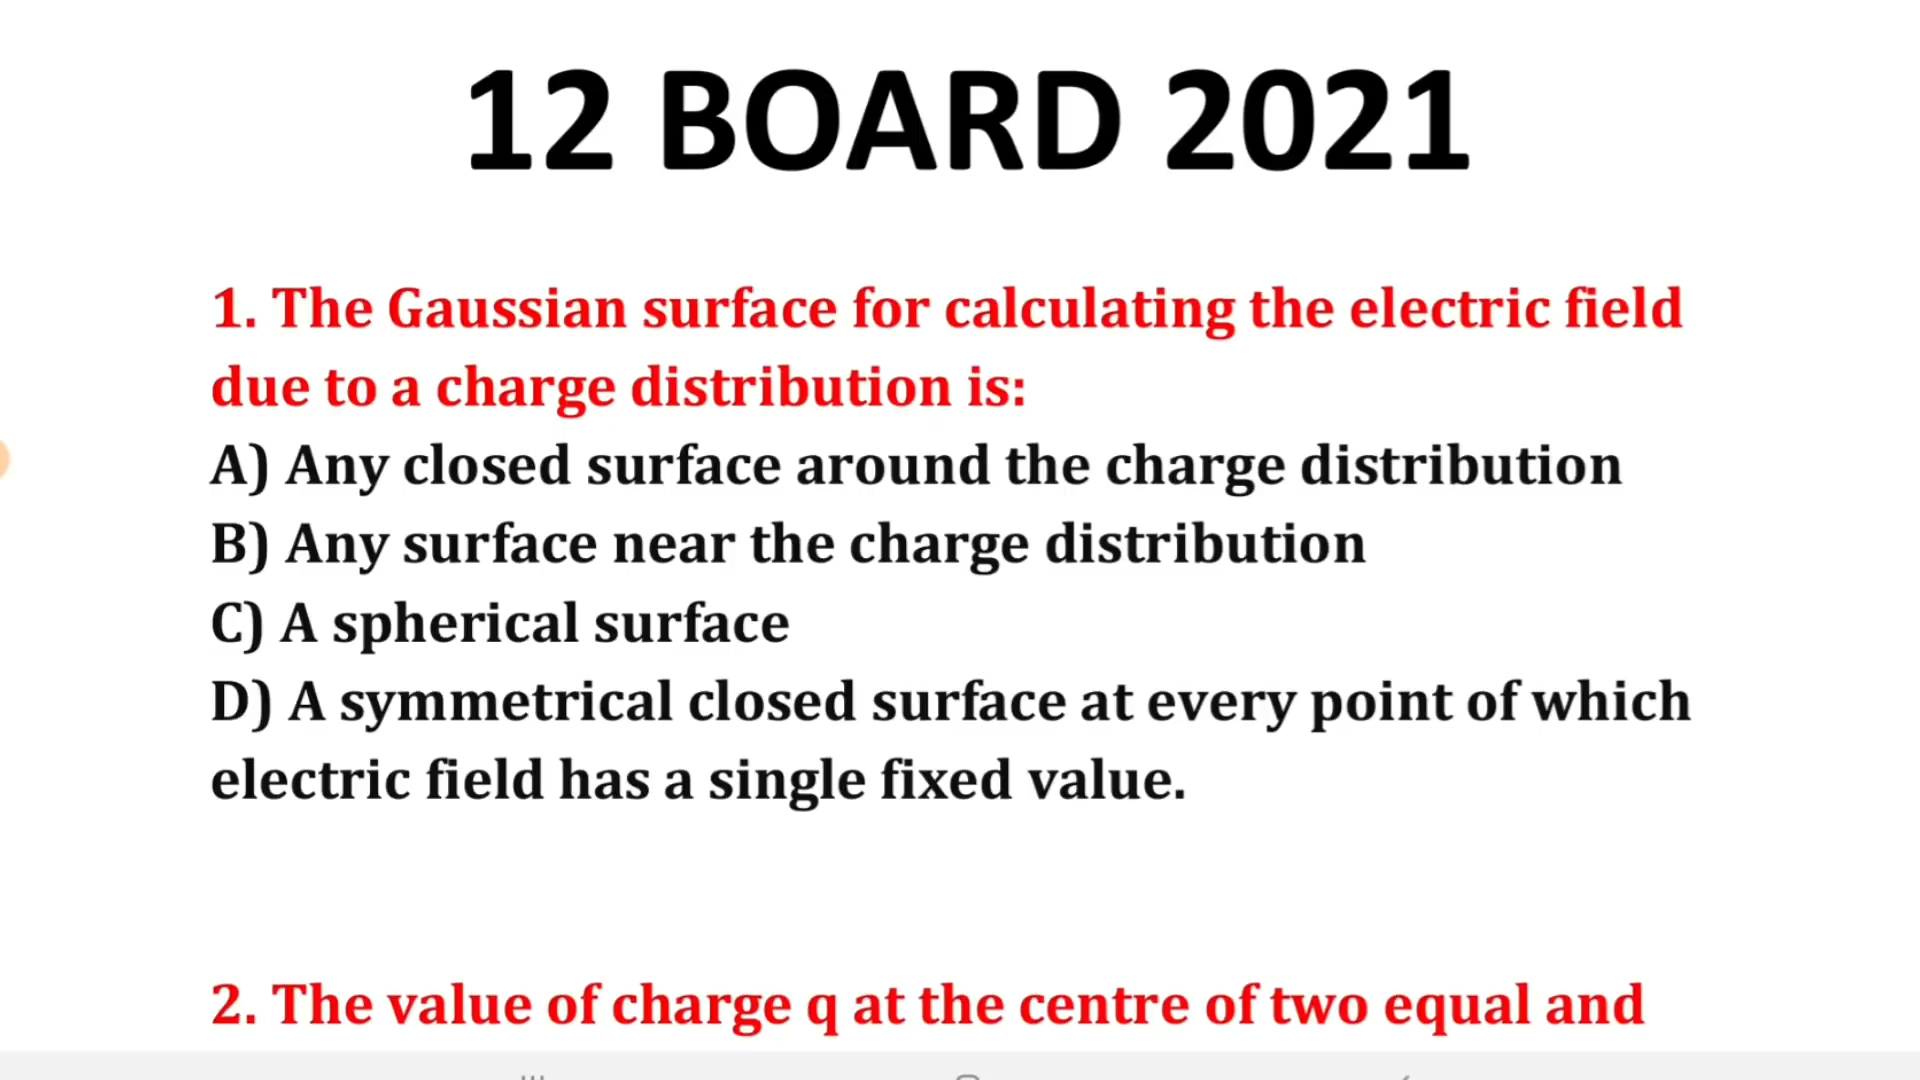 12 BOARD 2021
1. The Gaussian surface for calculating the electric field
due to a charge distribution is:
A) Any closed surface around the charge distribution
B) Any surface near the charge distribution
C) A spherical surface
D) A symmetrical closed surface at every point of which
electric field has a single fixed value.
2. The value of charge q at the centre of two equal and